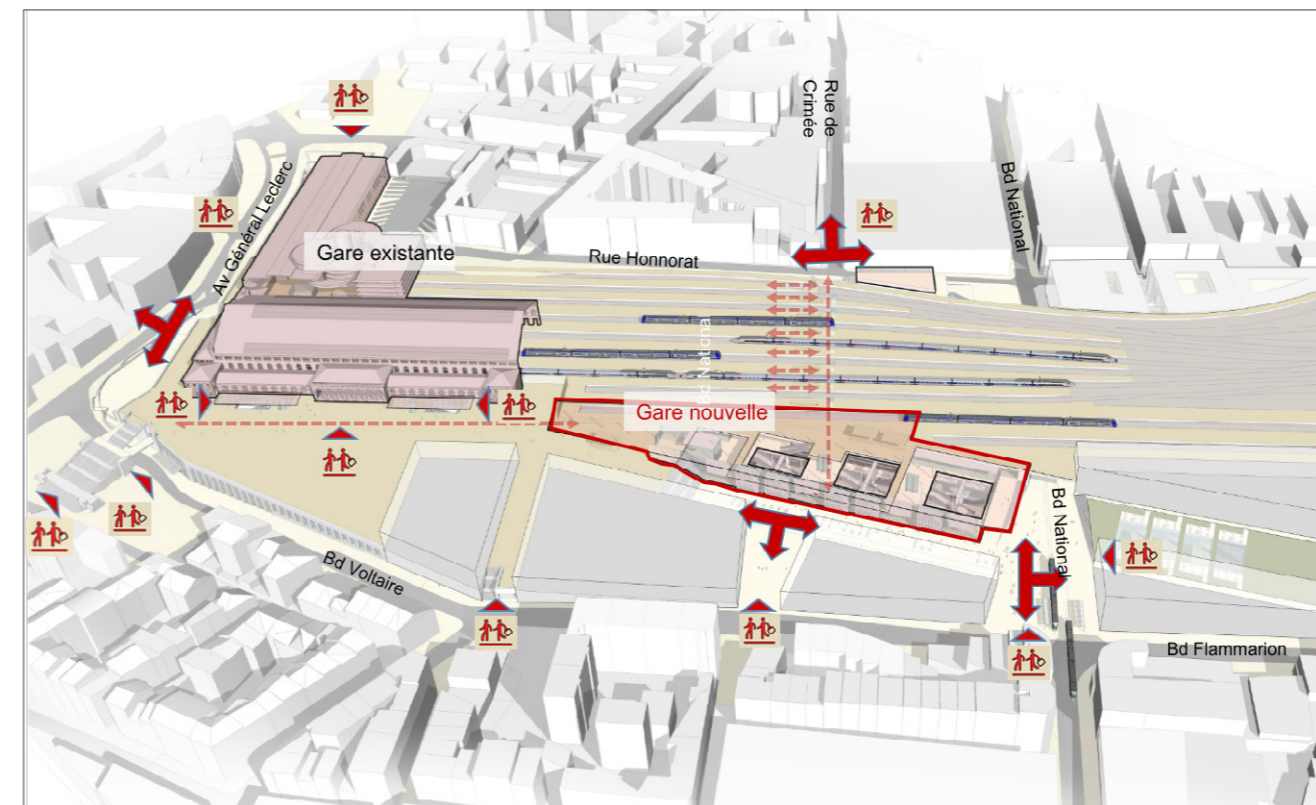 Rue de
Crimée
Bd National
Av Général Leclerc
Gare existante
Rue Honnorat
Bd National
Gare nouvelle
Bd National
Bd Voltaire
Bd Flammarion